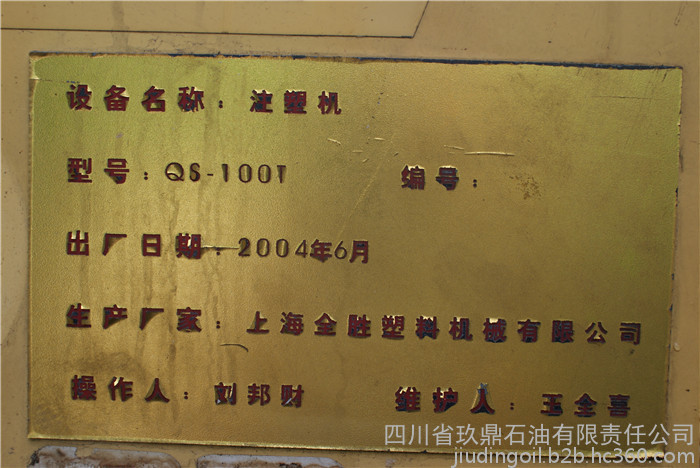 设备名称：注塑机
型号：QS-100T 编号：
出厂日期：2004年6月
生产厂家：上海全胜塑料机械有限公司
操作人：刘邦财 维护人：王全喜
四川省玖鼎石油有限责任公司
jiudingoil.b2b.hc360.com